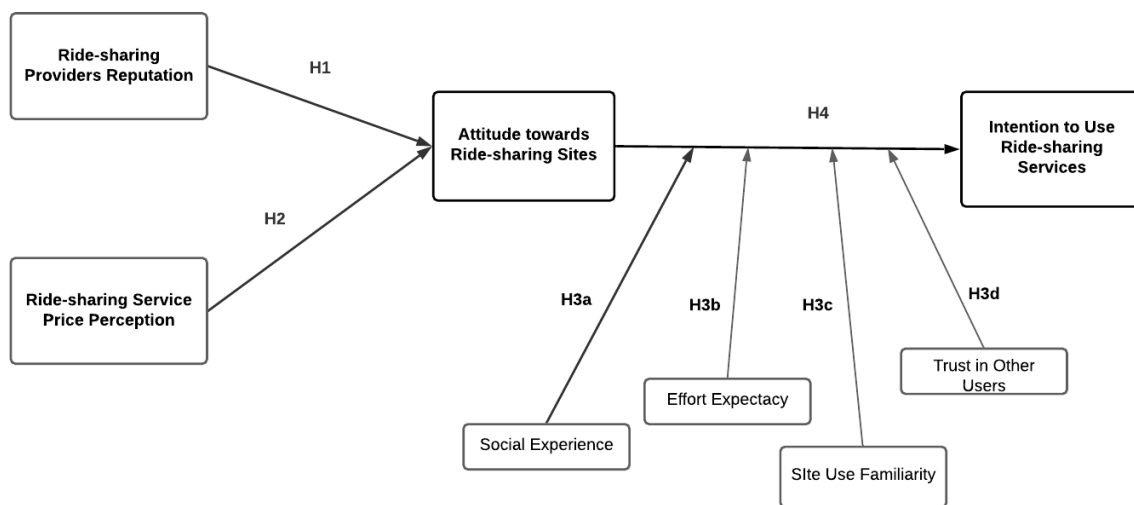 Ride-sharing
Providers Reputation
H1
Attitude towards
Ride-sharing Sites
H4
Intention to Use
Ride-sharing
Services
H2
Ride-sharing Service
Price Perception
H3a
H3b
H3c
H3d
Trust in Other
Users
Effort Expectacy
Social Experience
SIte Use Familiarity